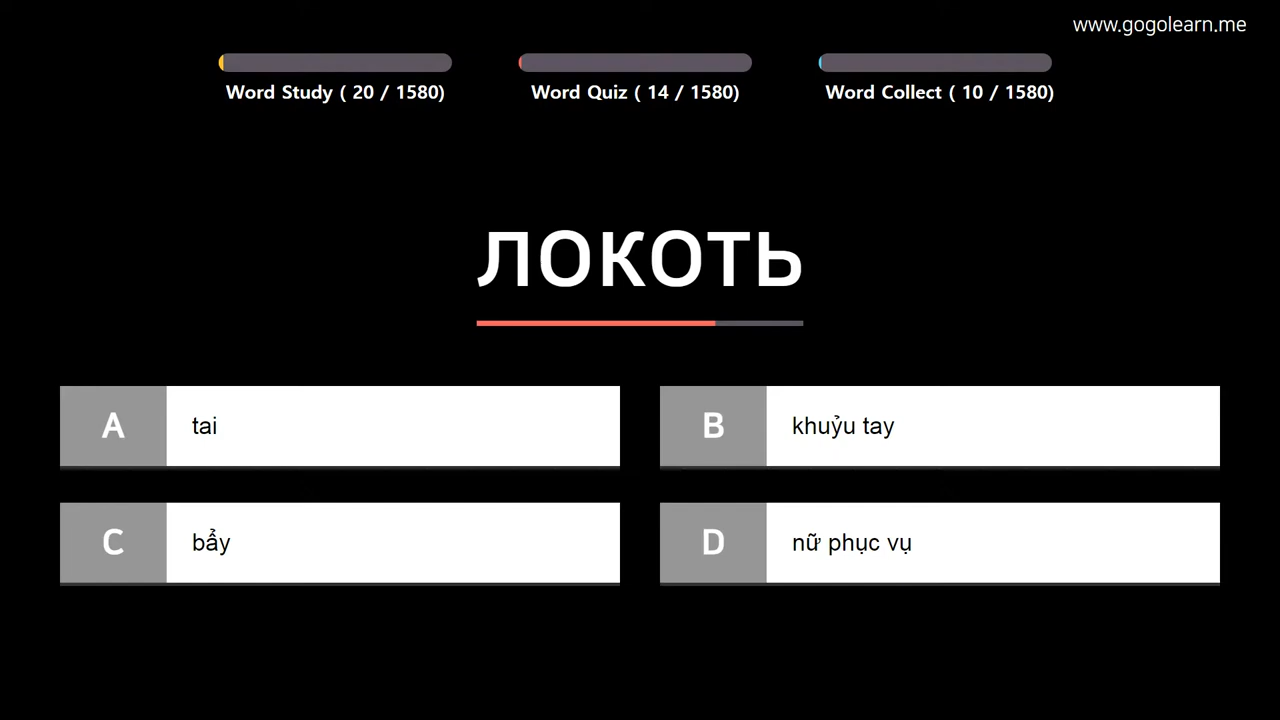 www.gogolearn.me
Word Study ( 20 / 1580)
Word Quiz ( 14 / 1580)
Word Collect ( 10 / 1580)
ЛОКОТЬ
A tai
B khuỷu tay
C bẩy
D nữ phục vụ